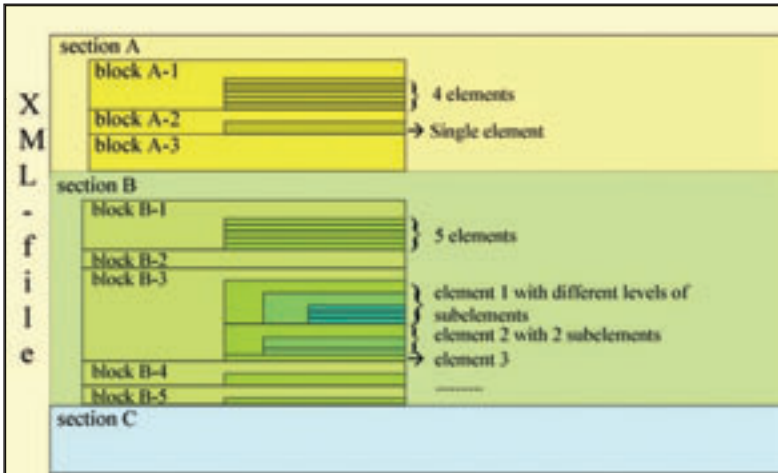 XML-file
section A
block A-1
4 elements
block A-2
Single element
block A-3
section B
block B-1
5 elements
block B-2
block B-3
element 1 with different levels of
subelements
element 2 with 2 subelements
element 3
block B-4
block B-5
section C